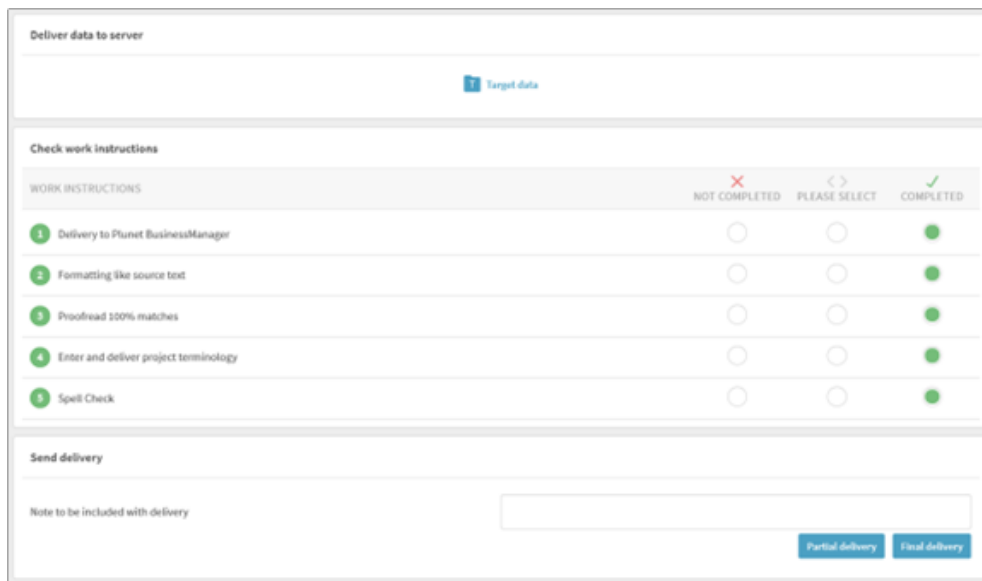 Deliver data to server
T Target data
Check work instructions
WORK INSTRUCTIONS NOT COMPLETED PLEASE SELECT COMPLETED
1 Delivery to Plunet BusinessManager
2 Formatting like source text
3 Proofread 100% matches
4 Enter and deliver project terminology
5 Spell Check
Send delivery
Note to be included with delivery
Partial delivery Final delivery